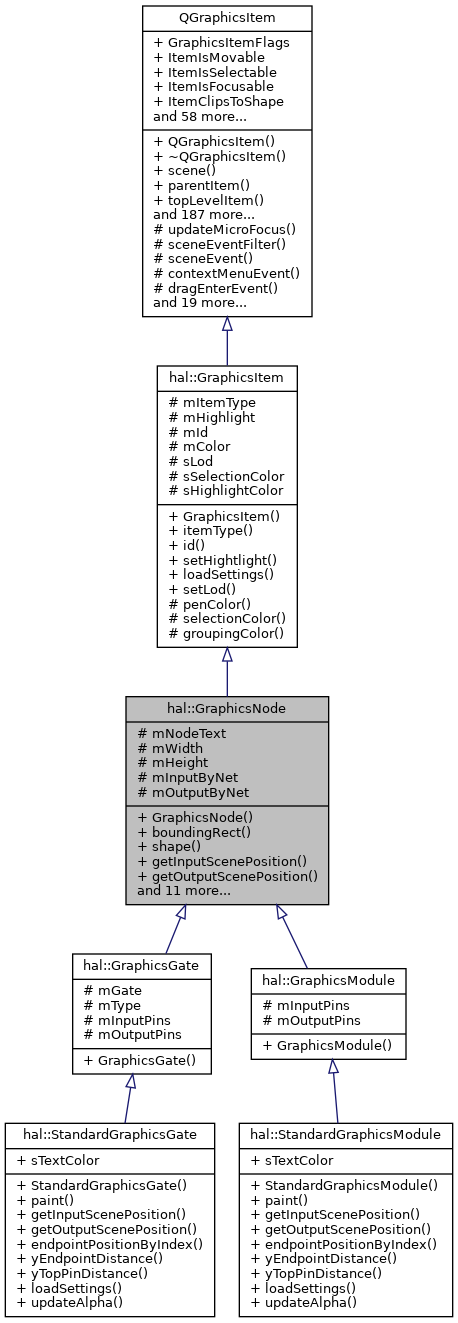 QGraphicsItem
+ GraphicsItemFlags
+ ItemIsMovable
+ ItemIsSelectable
+ ItemIsFocusable
+ ItemClipsToShape
and 58 more...
+ QGraphicsItem()
+ ~QGraphicsItem()
+ scene()
+ parentItem()
+ topLevelItem()
and 187 more...
# updateMicroFocus()
# sceneEventFilter()
# sceneEvent()
# contextMenuEvent()
# dragEnterEvent()
and 19 more...
hal::GraphicsItem
# mItemType
# mHighlight
# mId
# mColor
# sLod
# sSelectionColor
# sHighlightColor
+ GraphicsItem()
+ itemType()
+ id()
+ setHightlight()
+ loadSettings()
+ setLod()
# penColor()
# selectionColor()
# groupingColor()
hal::GraphicsNode
# mNodeText
# mWidth
# mHeight
# mInputByNet
# mOutputByNet
+ GraphicsNode()
+ boundingRect()
+ shape()
+ getInputScenePosition()
+ getOutputScenePosition()
and 11 more...
hal::GraphicsGate
# mGate
# mType
# mInputPins
# mOutputPins
+ GraphicsGate()
hal::GraphicsModule
# mInputPins
# mOutputPins
+ GraphicsModule()
hal::StandardGraphicsGate
+ sTextColor
+ StandardGraphicsGate()
+ paint()
+ getInputScenePosition()
+ getOutputScenePosition()
+ endpointPositionByIndex()
+ yEndpointDistance()
+ yTopPinDistance()
+ loadSettings()
+ updateAlpha()
hal::StandardGraphicsModule
+ sTextColor
+ StandardGraphicsModule()
+ paint()
+ getInputScenePosition()
+ getOutputScenePosition()
+ endpointPositionByIndex()
+ yEndpointDistance()
+ yTopPinDistance()
+ loadSettings()
+ updateAlpha()